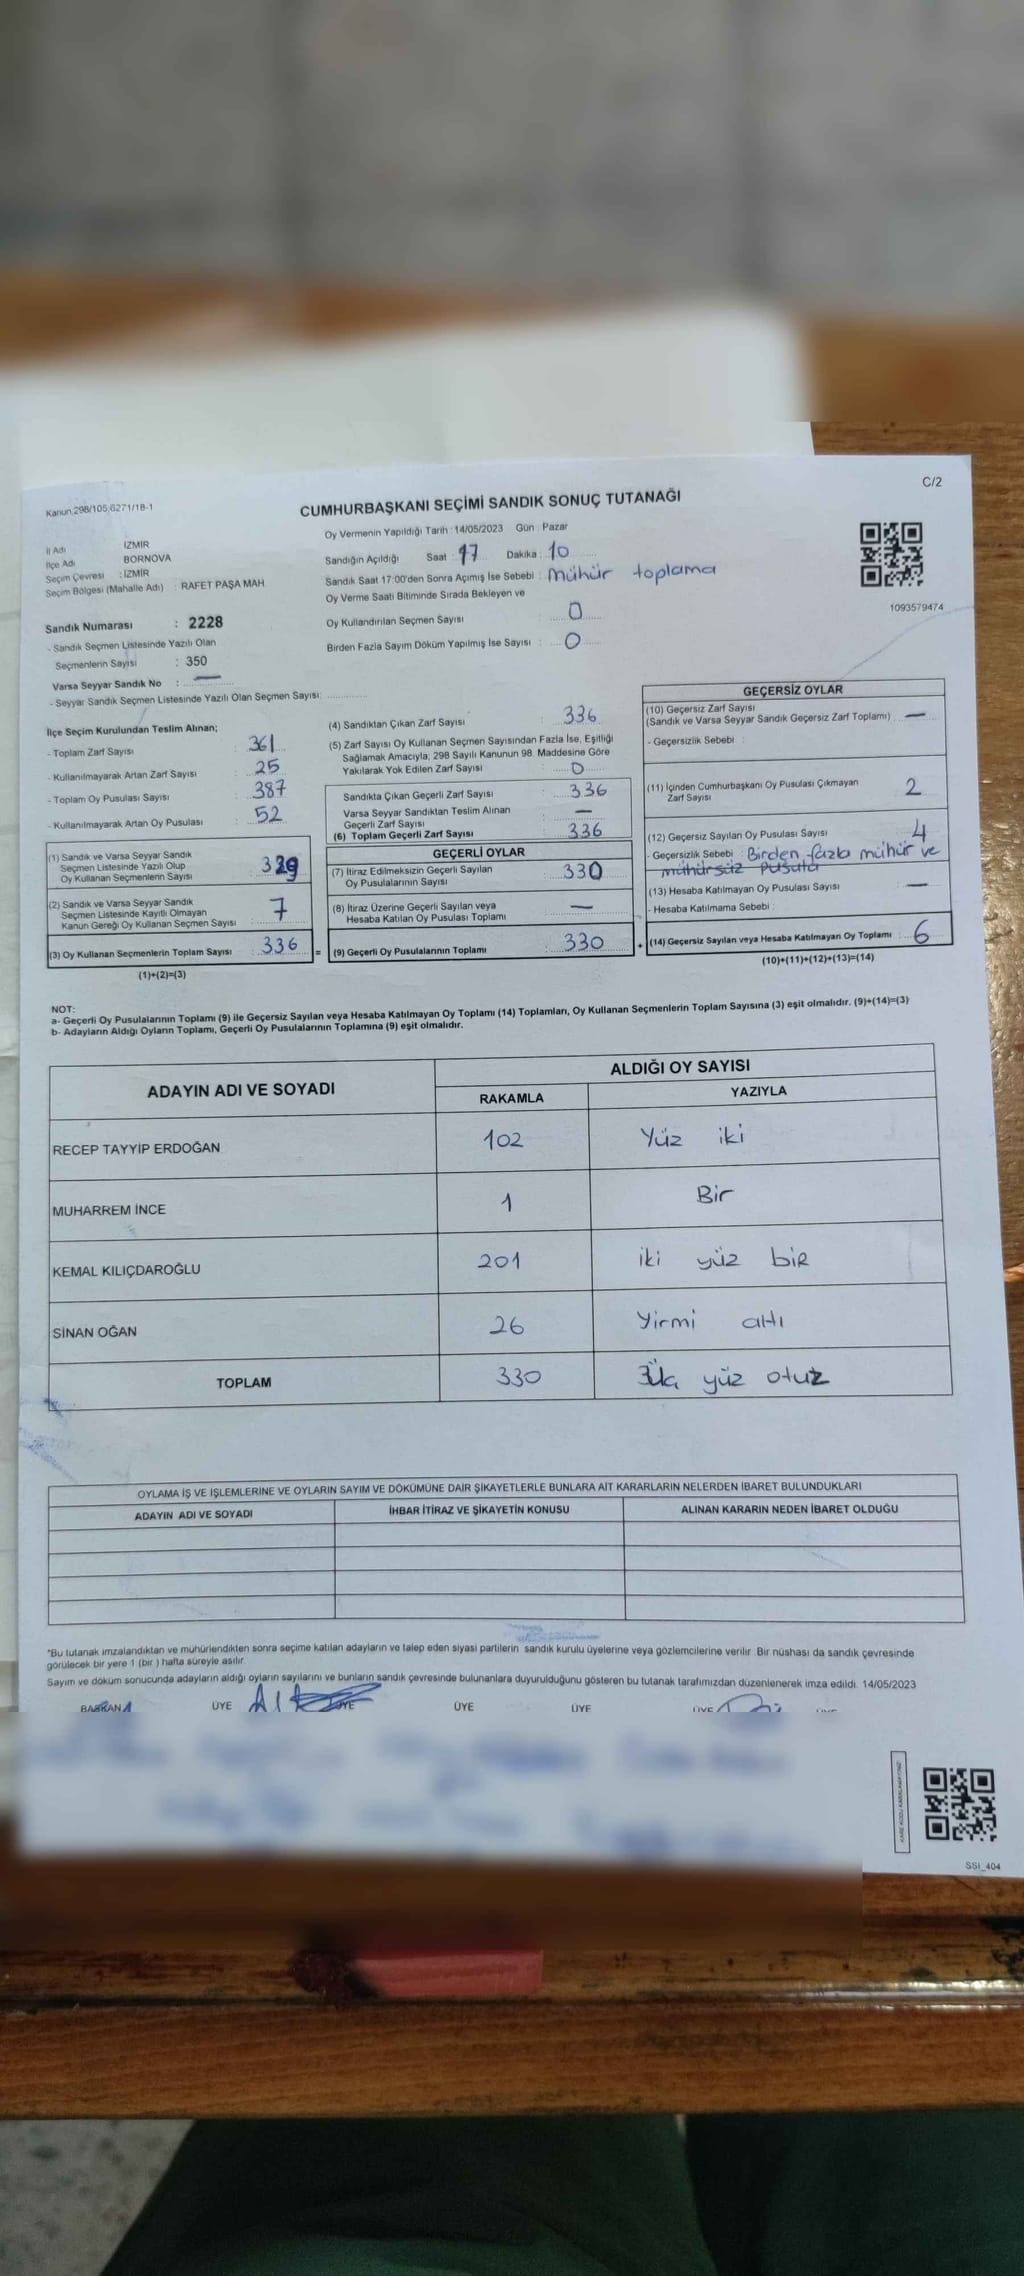 C/2
Kanun 298/105,6271/18-1
CUMHURBAŞKANI SEÇİMİ SANDIK SONUÇ TUTANAĞI
İl Adı : İZMİR
İlçe Adı BORNOVA
Seçim Çevresi : İZMİR
Seçim Bölgesi (Mahalle Adı) : RAFET PAŞA MAH
Sandık Numarası : 2228
- Sandık Seçmen Listesinde Yazılı Olan
Seçmenlerin Sayısı : 350
Varsa Seyyar Sandık No : —
- Seyyar Sandık Seçmen Listesinde Yazılı Olan Seçmen Sayısı:
Oy Vermenin Yapıldığı Tarih : 14/05/2023 Gün : Pazar
Sandığın Açıldığı Saat : 17 Dakika : 10
Sandık Saat 17:00'den Sonra Açımış İse Sebebi : Mühür toplama
Oy Verme Saati Bitiminde Sırada Bekleyen ve
Oy Kullandırılan Seçmen Sayısı : 0
Birden Fazla Sayım Döküm Yapılmış İse Sayısı : 0
1093579474
İlçe Seçim Kurulundan Teslim Alınan;
- Toplam Zarf Sayısı : 361
- Kullanılmayarak Artan Zarf Sayısı : 25
- Toplam Oy Pusulası Sayısı : 387
- Kullanılmayarak Artan Oy Pusulası : 52
(1) Sandık ve Varsa Seyyar Sandık
Seçmen Listesinde Yazılı Olup
Oy Kullanan Seçmenlerin Sayısı : 329
(2) Sandık ve Varsa Seyyar Sandık
Seçmen Listesinde Kayıtlı Olmayan
Kanun Gereği Oy Kullanan Seçmen Sayısı : 7
(3) Oy Kullanan Seçmenlerin Toplam Sayısı : 336 =
(1)+(2)=(3)
(4) Sandıktan Çıkan Zarf Sayısı : 336
(5) Zarf Sayısı Oy Kullanan Seçmen Sayısından Fazla İse, Eşitliği
Sağlamak Amacıyla, 298 Sayılı Kanunun 98. Maddesine Göre
Yakılarak Yok Edilen Zarf Sayısı : 0
Sandıkta Çıkan Geçerli Zarf Sayısı : 336
Varsa Seyyar Sandıktan Teslim Alınan
Geçerli Zarf Sayısı : —
(6) Toplam Geçerli Zarf Sayısı : 336
GEÇERLİ OYLAR
(7) İtiraz Edilmeksizin Geçerli Sayılan
Oy Pusulalarının Sayısı : 330
(8) İtiraz Üzerine Geçerli Sayılan veya
Hesaba Katılan Oy Pusulası Toplamı : —
(9) Geçerli Oy Pusulalarının Toplamı : 330 +
GEÇERSİZ OYLAR
(10) Geçersiz Zarf Sayısı
(Sandık ve Varsa Seyyar Sandık Geçersiz Zarf Toplamı) : —
- Geçersizlik Sebebi :
(11) İçinden Cumhurbaşkanı Oy Pusulası Çıkmayan
Zarf Sayısı 2
(12) Geçersiz Sayılan Oy Pusulası Sayısı : 4
- Geçersizlik Sebebi : Birden fazla mühür ve
mühürsüz pusula
(13) Hesaba Katılmayan Oy Pusulası Sayısı : —
- Hesaba Katılmama Sebebi :
(14) Geçersiz Sayılan veya Hesaba Katılmayan Oy Toplamı : 6
(10)+(11)+(12)+(13)=(14)
NOT:
a- Geçerli Oy Pusulalarının Toplamı (9) ile Geçersiz Sayılan veya Hesaba Katılmayan Oy Toplamı (14) Toplamları, Oy Kullanan Seçmenlerin Toplam Sayısına (3) eşit olmalıdır. (9)+(14)=(3)
b- Adayların Aldığı Oyların Toplamı, Geçerli Oy Pusulalarının Toplamına (9) eşit olmalıdır.
ADAYIN ADI VE SOYADI ALDIĞI OY SAYISI
RAKAMLA YAZIYLA
RECEP TAYYİP ERDOĞAN 102 Yüz iki
MUHARREM İNCE 1 Bir
KEMAL KILIÇDAROĞLU 201 iki yüz bir
SİNAN OĞAN 26 Yirmi altı
TOPLAM 330 Üç yüz otuz
OYLAMA İŞ VE İŞLEMLERİNE VE OYLARIN SAYIM VE DÖKÜMÜNE DAİR ŞİKAYETLERLE BUNLARA AİT KARARLARIN NELERDEN İBARET BULUNDUKLARI
ADAYIN ADI VE SOYADI İHBAR İTİRAZ VE ŞİKAYETİN KONUSU ALINAN KARARIN NEDEN İBARET OLDUĞU
*Bu tutanak imzalandıktan ve mühürlendikten sonra seçime katılan adayların ve talep eden siyasi partilerin sandık kurulu üyelerine veya gözlemcilerine verilir. Bir nüshası da sandık çevresinde
görülecek bir yere 1 (bir ) hafta süreyle asılır.
Sayım ve döküm sonucunda adayların aldığı oyların sayılarını ve bunların sandık çevresinde bulunanlara duyurulduğunu gösteren bu tutanak tarafımızdan düzenlenerek imza edildi. 14/05/2023
BAŞKAN ÜYE ÜYE ÜYE ÜYE ÜYE
SSI_404